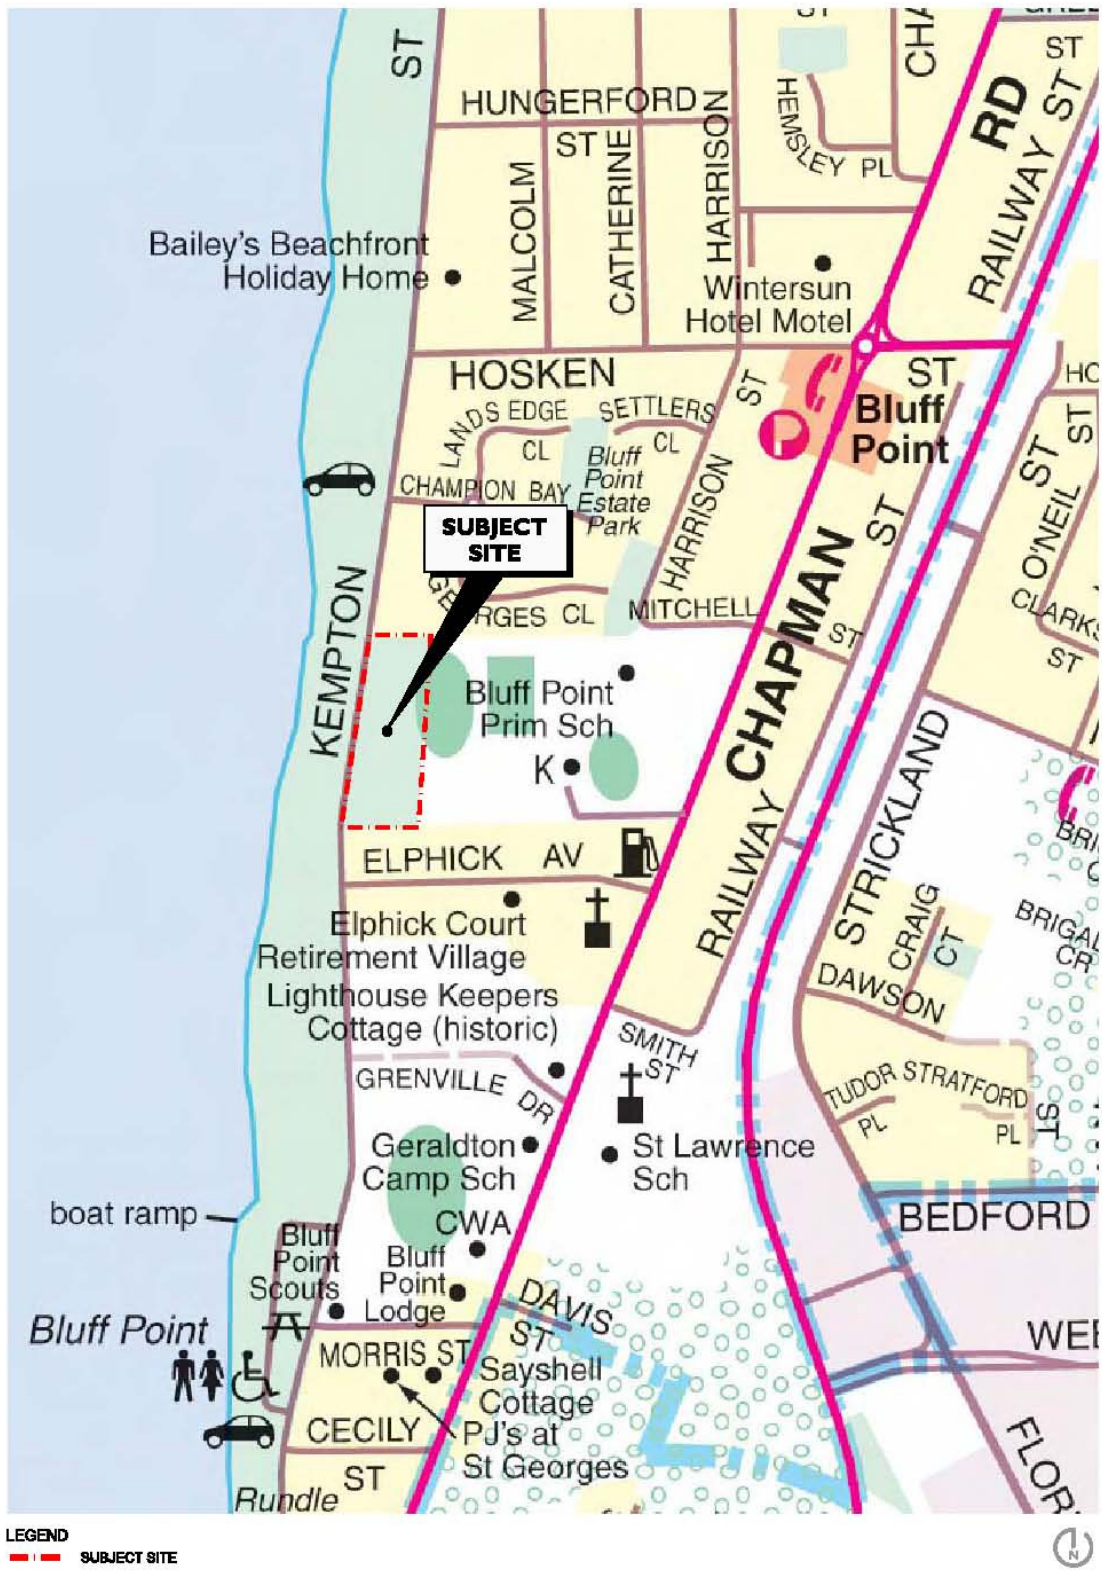 ST
ST
HUNGERFORD
ST
MALCOLM
CATHERINE
HARRISON
HEMSLEY PL
RD
ST
RAILWAY ST
Bailey's Beachfront
Holiday Home
Wintersun
Hotel Motel
HOSKEN
ST
LANDS EDGE
CL
SETTLERS
CL
ST
Bluff
Point
Bluff
Point
Estate
Park
CHAMPION BAY
SUBJECT
SITE
HARRISON
ST
ST
O'NEIL
ST
KEMPTON
CL
MITCHELL
ST
CHAPMAN
ST
Bluff Point
Prim Sch
K
STRICKLAND
ELPHICK AV
RAILWAY
Elphick Court
Retirement Village
Lighthouse Keepers
Cottage (historic)
CRAIG
CT
DAWSON
CR
SMITH
ST
GRENVILLE DR
TUDOR
PL
STRATFORD
PL
ST
Geraldton
Camp Sch
St Lawrence
Sch
boat ramp
CWA
BEDFORD
Bluff
Point
Scouts
Bluff
Point
Lodge
DAVIS
ST
Bluff Point
MORRIS ST
Sayshell
Cottage
CECILY
ST
PJ's at
St Georges
Rundle
LEGEND
SUBJECT SITE
N